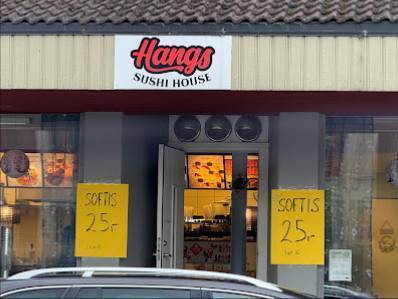 Hangs
SUSHI HOUSE
SOFTIS
25,-
SOFTIS
25,-